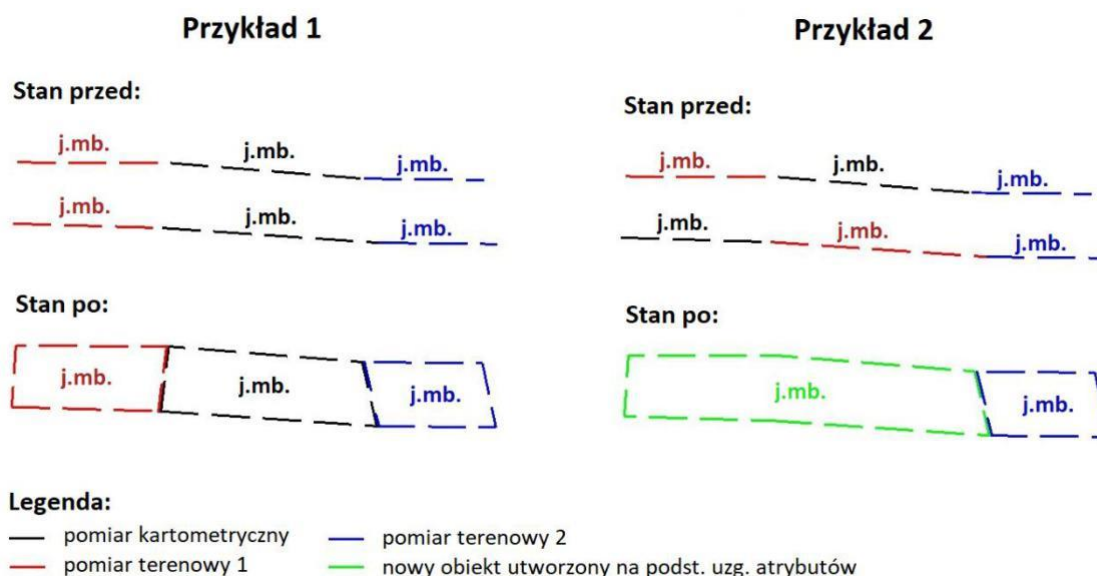 Przykład 1
Stan przed:
j.mb.
j.mb.
j.mb.
j.mb.
j.mb.
j.mb.
Stan po:
j.mb.
j.mb.
j.mb.
Przykład 2
Stan przed:
j.mb.
j.mb.
j.mb.
j.mb.
j.mb.
j.mb.
Stan po:
j.mb.
j.mb.
Legenda:
pomiar kartometryczny
pomiar terenowy 1
pomiar terenowy 2
nowy obiekt utworzony na podst. uzg. atrybutów